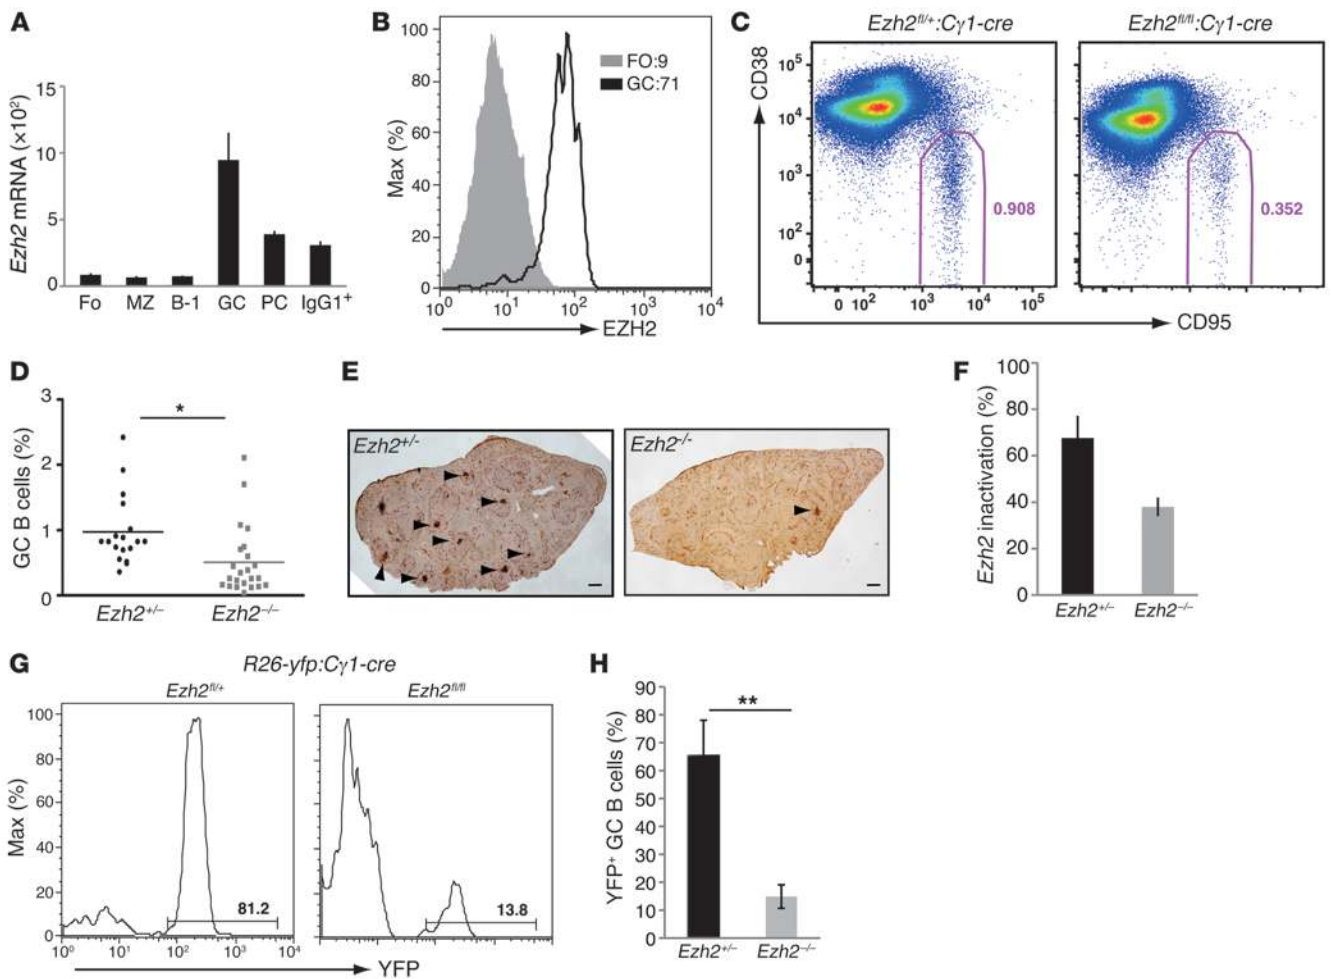 A
Ezh2 mRNA (×10²)
15
10
5
0
Fo MZ B-1 GC PC IgG1⁺
B
Max (%)
100
80
60
40
20
0
FO:9
GC:71
10⁰ 10¹ 10² 10³ 10⁴
EZH2
C
Ezh2fl/+:Cγ1-cre
Ezh2fl/fl:Cγ1-cre
CD38
10⁵
10⁴
10³
10²
0
0.908
0.352
0 10² 10³ 10⁴ 10⁵
0 10² 10³ 10⁴ 10⁵
CD95
D
GC B cells (%)
3
2
1
0
*
Ezh2+/- Ezh2–/–
E
Ezh2+/-
Ezh2-/-
F
Ezh2 inactivation (%)
100
80
60
40
20
0
Ezh2+/- Ezh2–/–
G
R26-yfp:Cγ1-cre
Ezh2fl/+
Ezh2fl/fl
Max (%)
100
80
60
40
20
0
81.2
13.8
10⁰ 10¹ 10² 10³ 10⁴
YFP
H
YFP⁺ GC B cells (%)
90
80
70
60
50
40
30
20
10
0
**
Ezh2+/- Ezh2–/–